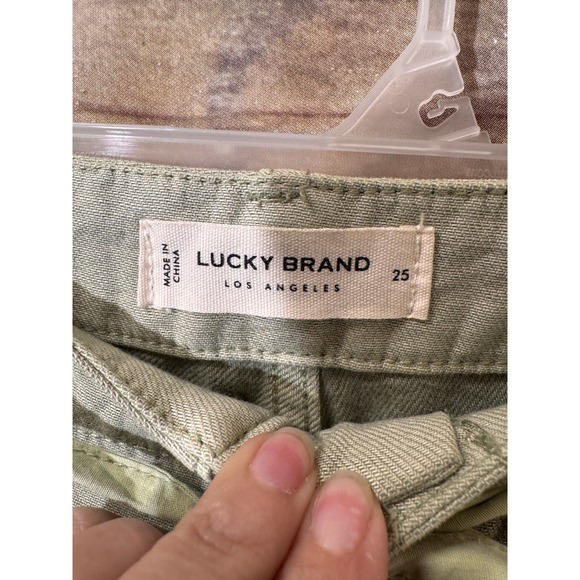 MADE IN
CHINA
LUCKY BRAND
LOS ANGELES
25